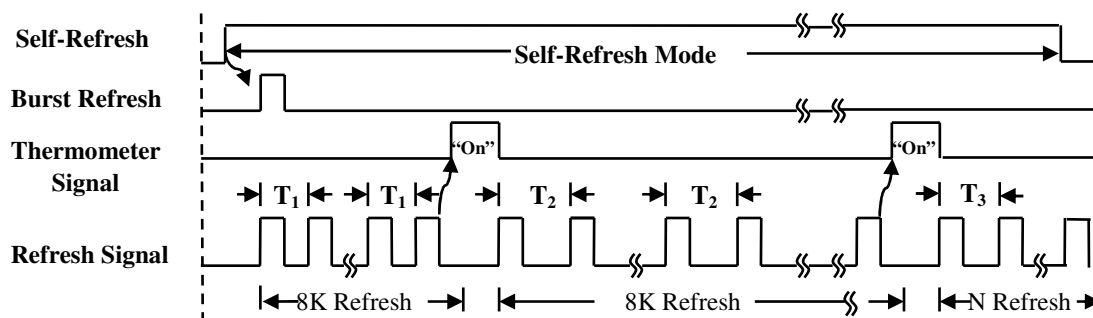 Self-Refresh
Self-Refresh Mode
Burst Refresh
Thermometer
Signal
"On"
"On"
T1
T1
T2
T2
T3
Refresh Signal
8K Refresh
8K Refresh
N Refresh